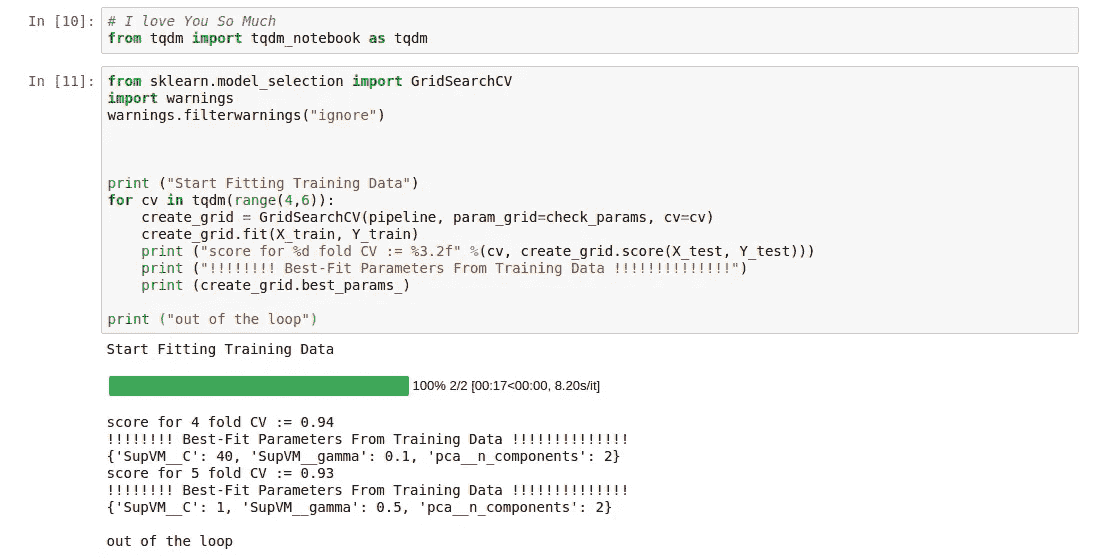 In [10]: # I love You So Much
from tqdm import tqdm_notebook as tqdm
In [11]: from sklearn.model_selection import GridSearchCV
import warnings
warnings.filterwarnings("ignore")
print ("Start Fitting Training Data")
for cv in tqdm(range(4,6)):
    create_grid = GridSearchCV(pipeline, param_grid=check_params, cv=cv)
    create_grid.fit(X_train, Y_train)
    print ("score for %d fold CV := %3.2f" %(cv, create_grid.score(X_test, Y_test)))
    print ("!!!!!!!! Best-Fit Parameters From Training Data !!!!!!!!!!!!!!")
    print (create_grid.best_params_)
print ("out of the loop")
Start Fitting Training Data
100% 2/2 [00:17<00:00, 8.20s/it]
score for 4 fold CV := 0.94
!!!!!!!! Best-Fit Parameters From Training Data !!!!!!!!!!!!!!
{'SupVM__C': 40, 'SupVM__gamma': 0.1, 'pca__n_components': 2}
score for 5 fold CV := 0.93
!!!!!!!! Best-Fit Parameters From Training Data !!!!!!!!!!!!!!
{'SupVM__C': 1, 'SupVM__gamma': 0.5, 'pca__n_components': 2}
out of the loop